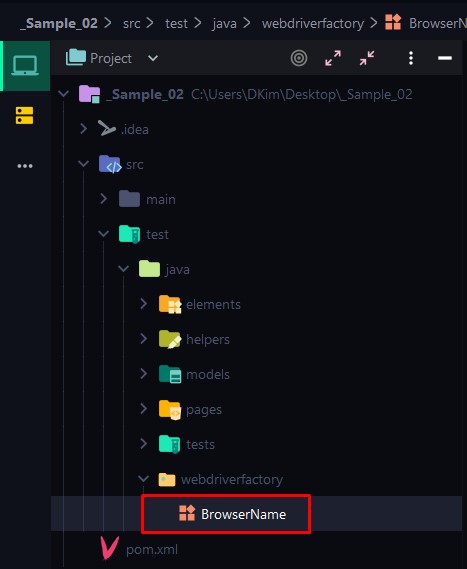 _Sample_02 > src > test > java > webdriverfactory > BrowserN
Project
_Sample_02 C:\Users\DKim\Desktop\_Sample_02
.idea
src
main
test
java
elements
helpers
models
pages
tests
webdriverfactory
BrowserName
pom.xml